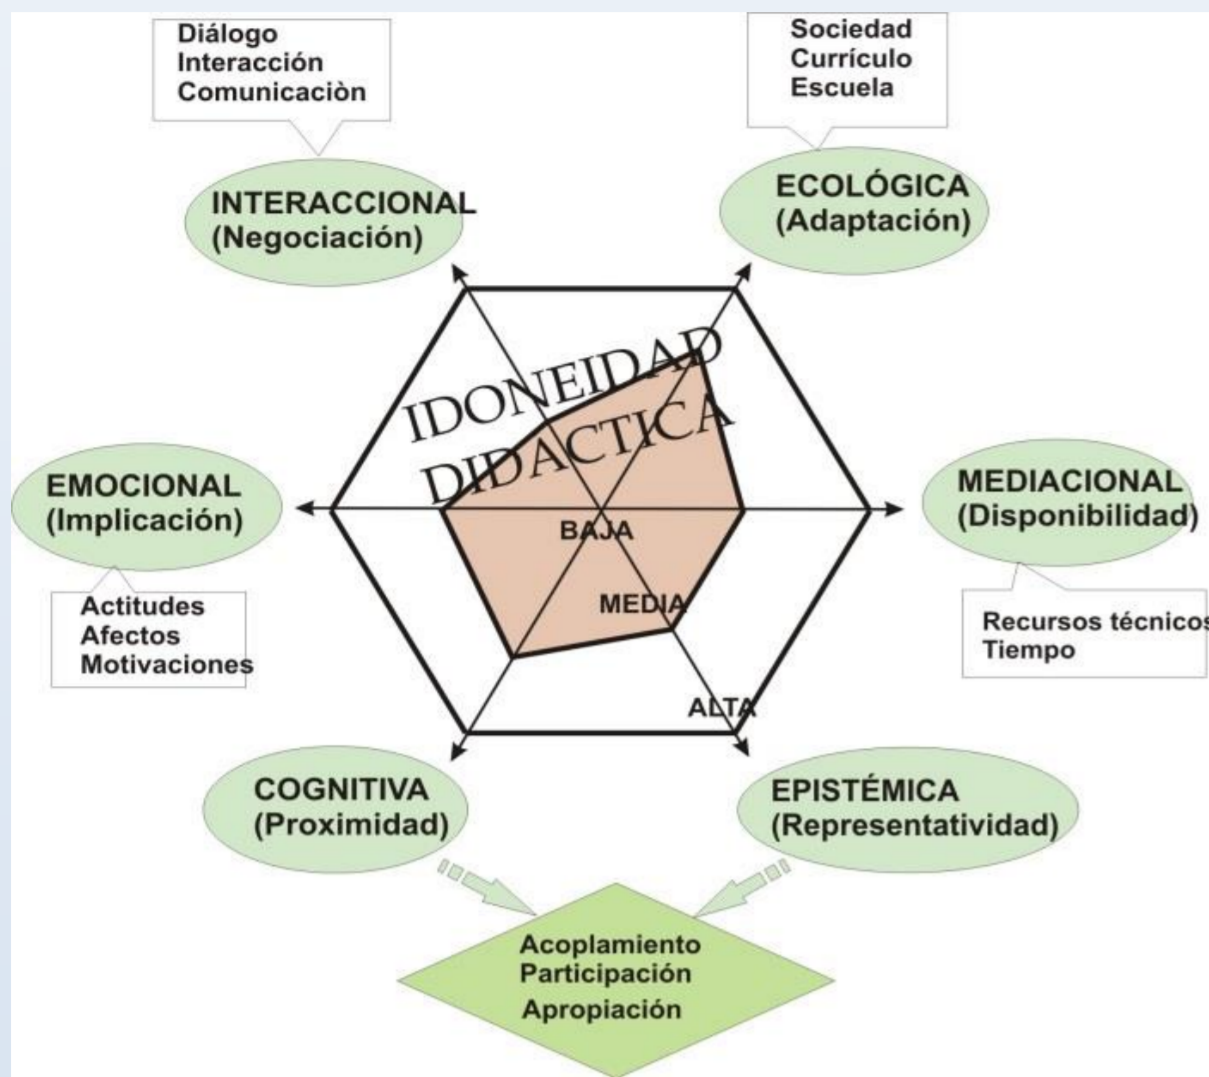 Diálogo
Interacción
Comunicaciòn
Sociedad
Currículo
Escuela
INTERACCIONAL
(Negociación)
ECOLÓGICA
(Adaptación)
IDONEIDAD
DIDACTICA
EMOCIONAL
(Implicación)
MEDIACIONAL
(Disponibilidad)
BAJA
MEDIA
ALTA
Actitudes
Afectos
Motivaciones
Recursos técnicos
Tiempo
COGNITIVA
(Proximidad)
EPISTÉMICA
(Representatividad)
Acoplamiento
Participación
Apropiación